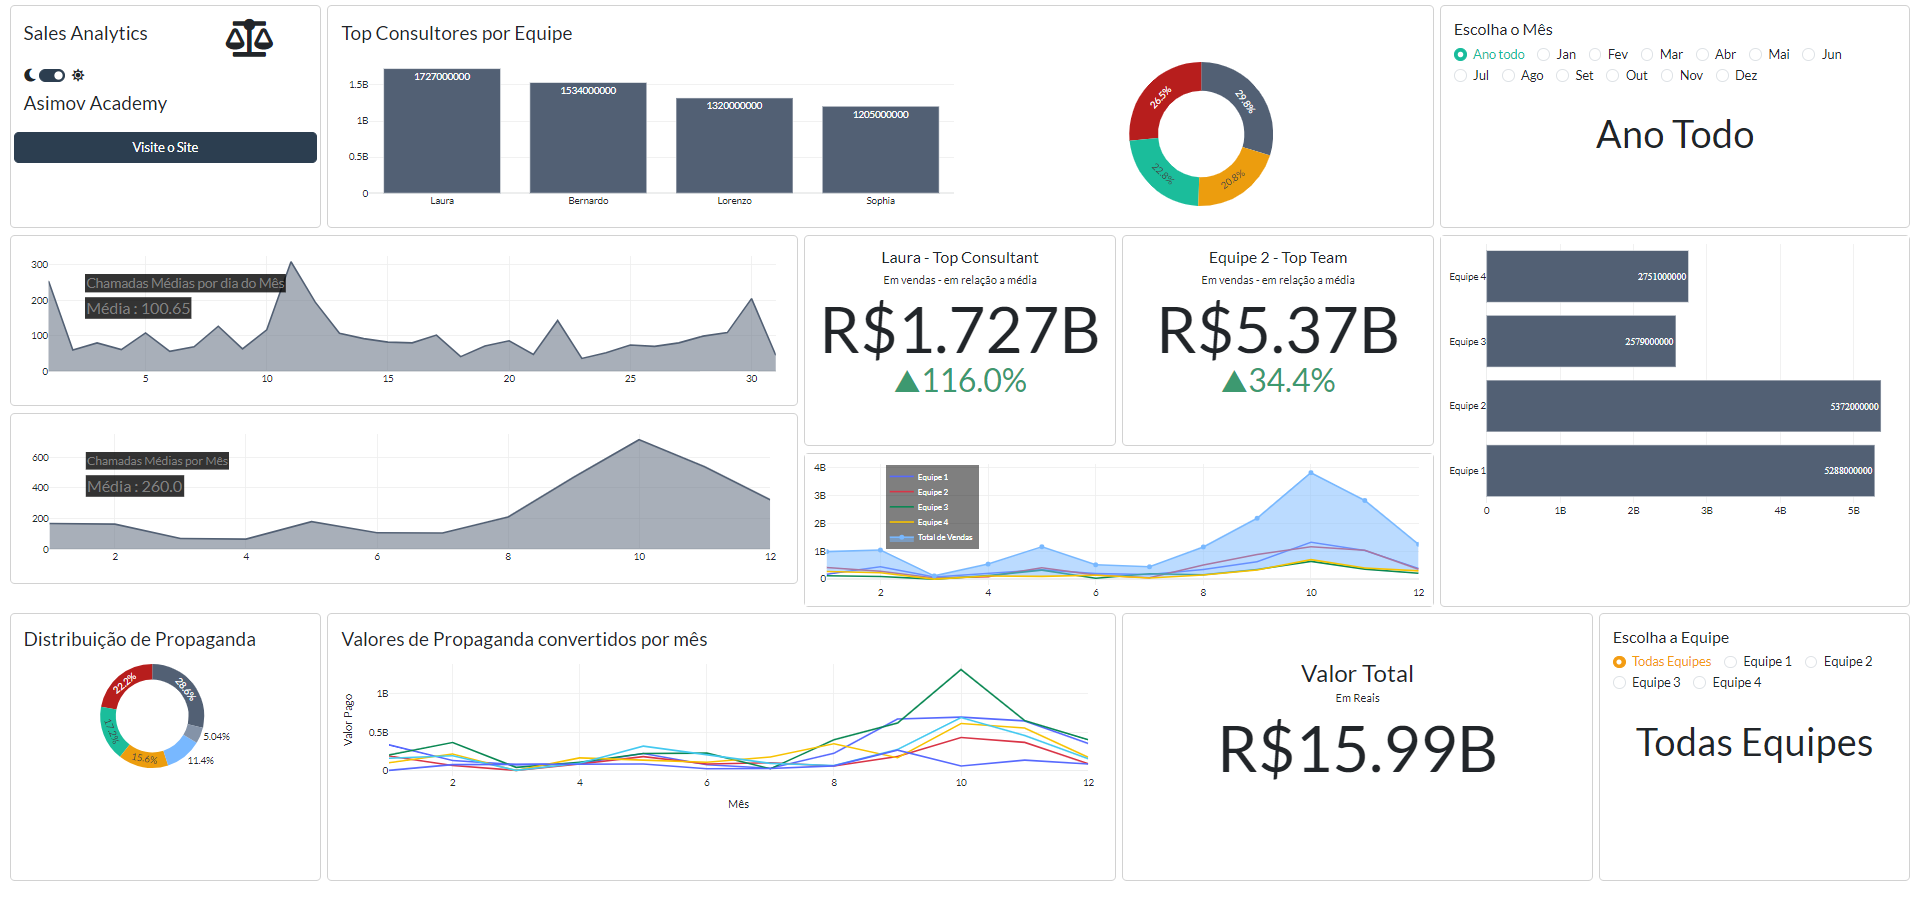 Sales Analytics
Asimov Academy
Visite o Site
Top Consultores por Equipe
1.5B
1B
0.5B
0
1727000000
1534000000
1320000000
1205000000
Laura
Bernardo
Lorenzo
Sophia
26.5%
29.8%
22.8%
20.8%
Escolha o Mês
Ano todo Jan Fev Mar Abr Mai Jun
Jul Ago Set Out Nov Dez
Ano Todo
300
200
100
0
Chamadas Médias por dia do Mês
Média : 100.65
5 10 15 20 25 30
Laura - Top Consultant
Em vendas - em relação a média
R$1.727B
▲116.0%
Equipe 2 - Top Team
Em vendas - em relação a média
R$5.37B
▲34.4%
Equipe 4 2751000000
Equipe 3 2579000000
Equipe 2 5372000000
Equipe 1 5288000000
0 1B 2B 3B 4B 5B
600
400
200
0
Chamadas Médias por Mês
Média : 260.0
2 4 6 8 10 12
4B
3B
2B
1B
0
Equipe 1
Equipe 2
Equipe 3
Equipe 4
Total de Vendas
2 4 6 8 10 12
Distribuição de Propaganda
22.2%
28.6%
17.2%
5.04%
15.6%
11.4%
Valores de Propaganda convertidos por mês
Valor Pago
1B
0.5B
0
2 4 6 8 10 12
Mês
Valor Total
Em Reais
R$15.99B
Escolha a Equipe
Todas Equipes Equipe 1 Equipe 2
Equipe 3 Equipe 4
Todas Equipes